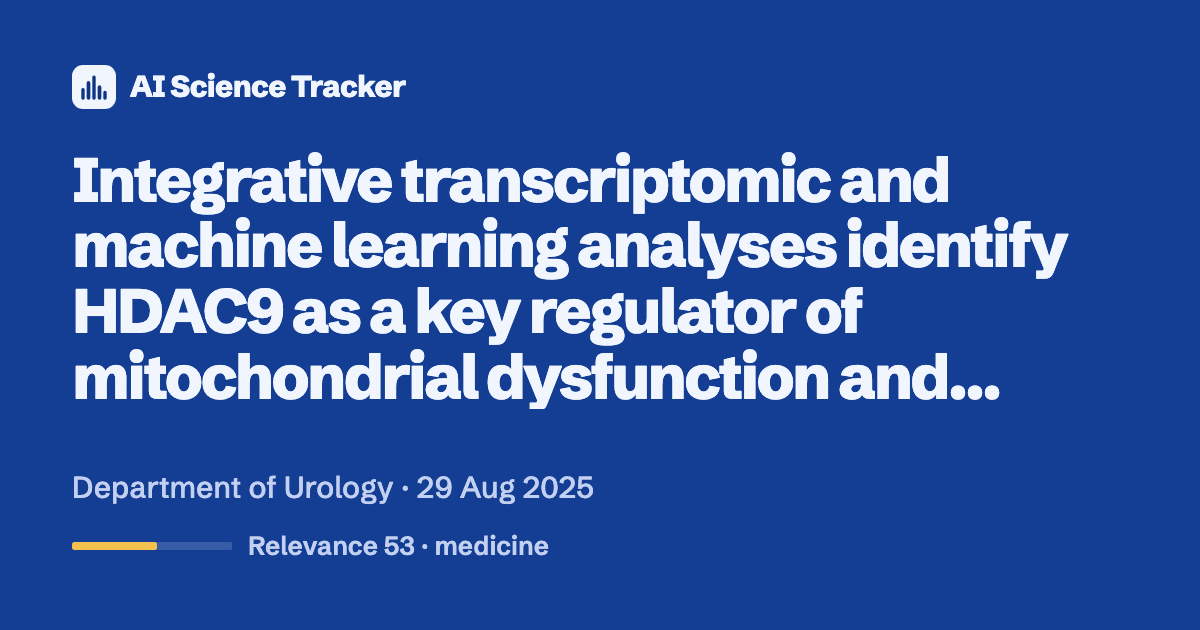 AI Science Tracker
Integrative transcriptomic and
machine learning analyses identify
HDAC9 as a key regulator of
mitochondrial dysfunction and...
Department of Urology · 29 Aug 2025
Relevance 53 · medicine